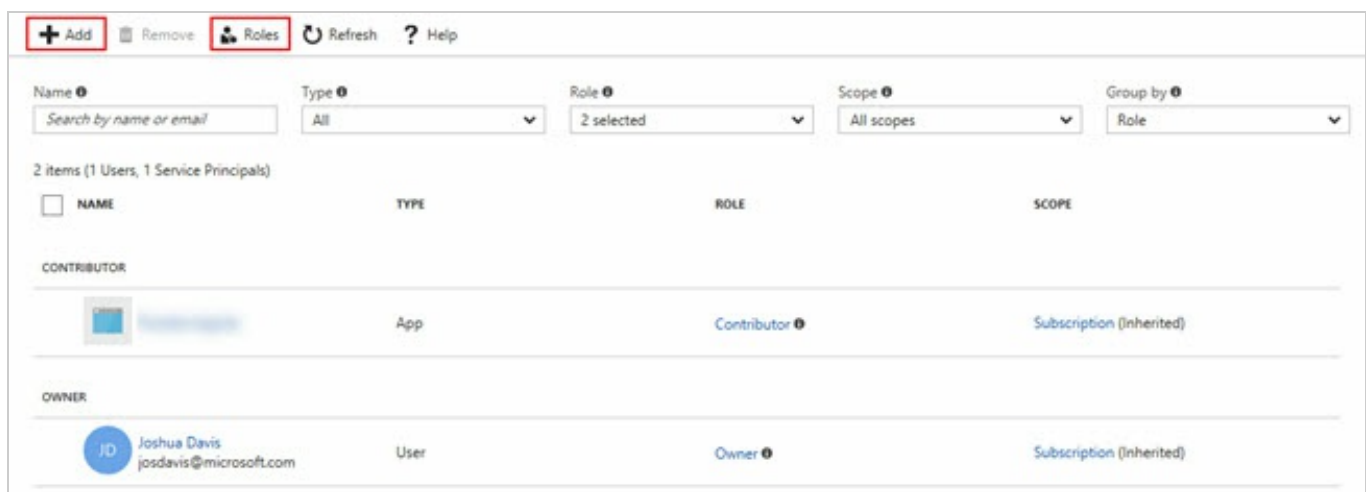 Add Remove Roles Refresh ? Help
Name Type Role Scope Group by
Search by name or email All 2 selected All scopes Role
2 items (1 Users, 1 Service Principals)
NAME TYPE ROLE SCOPE
CONTRIBUTOR
App Contributor Subscription (Inherited)
OWNER
JD Joshua Davis
josdavis@microsoft.com User Owner Subscription (Inherited)